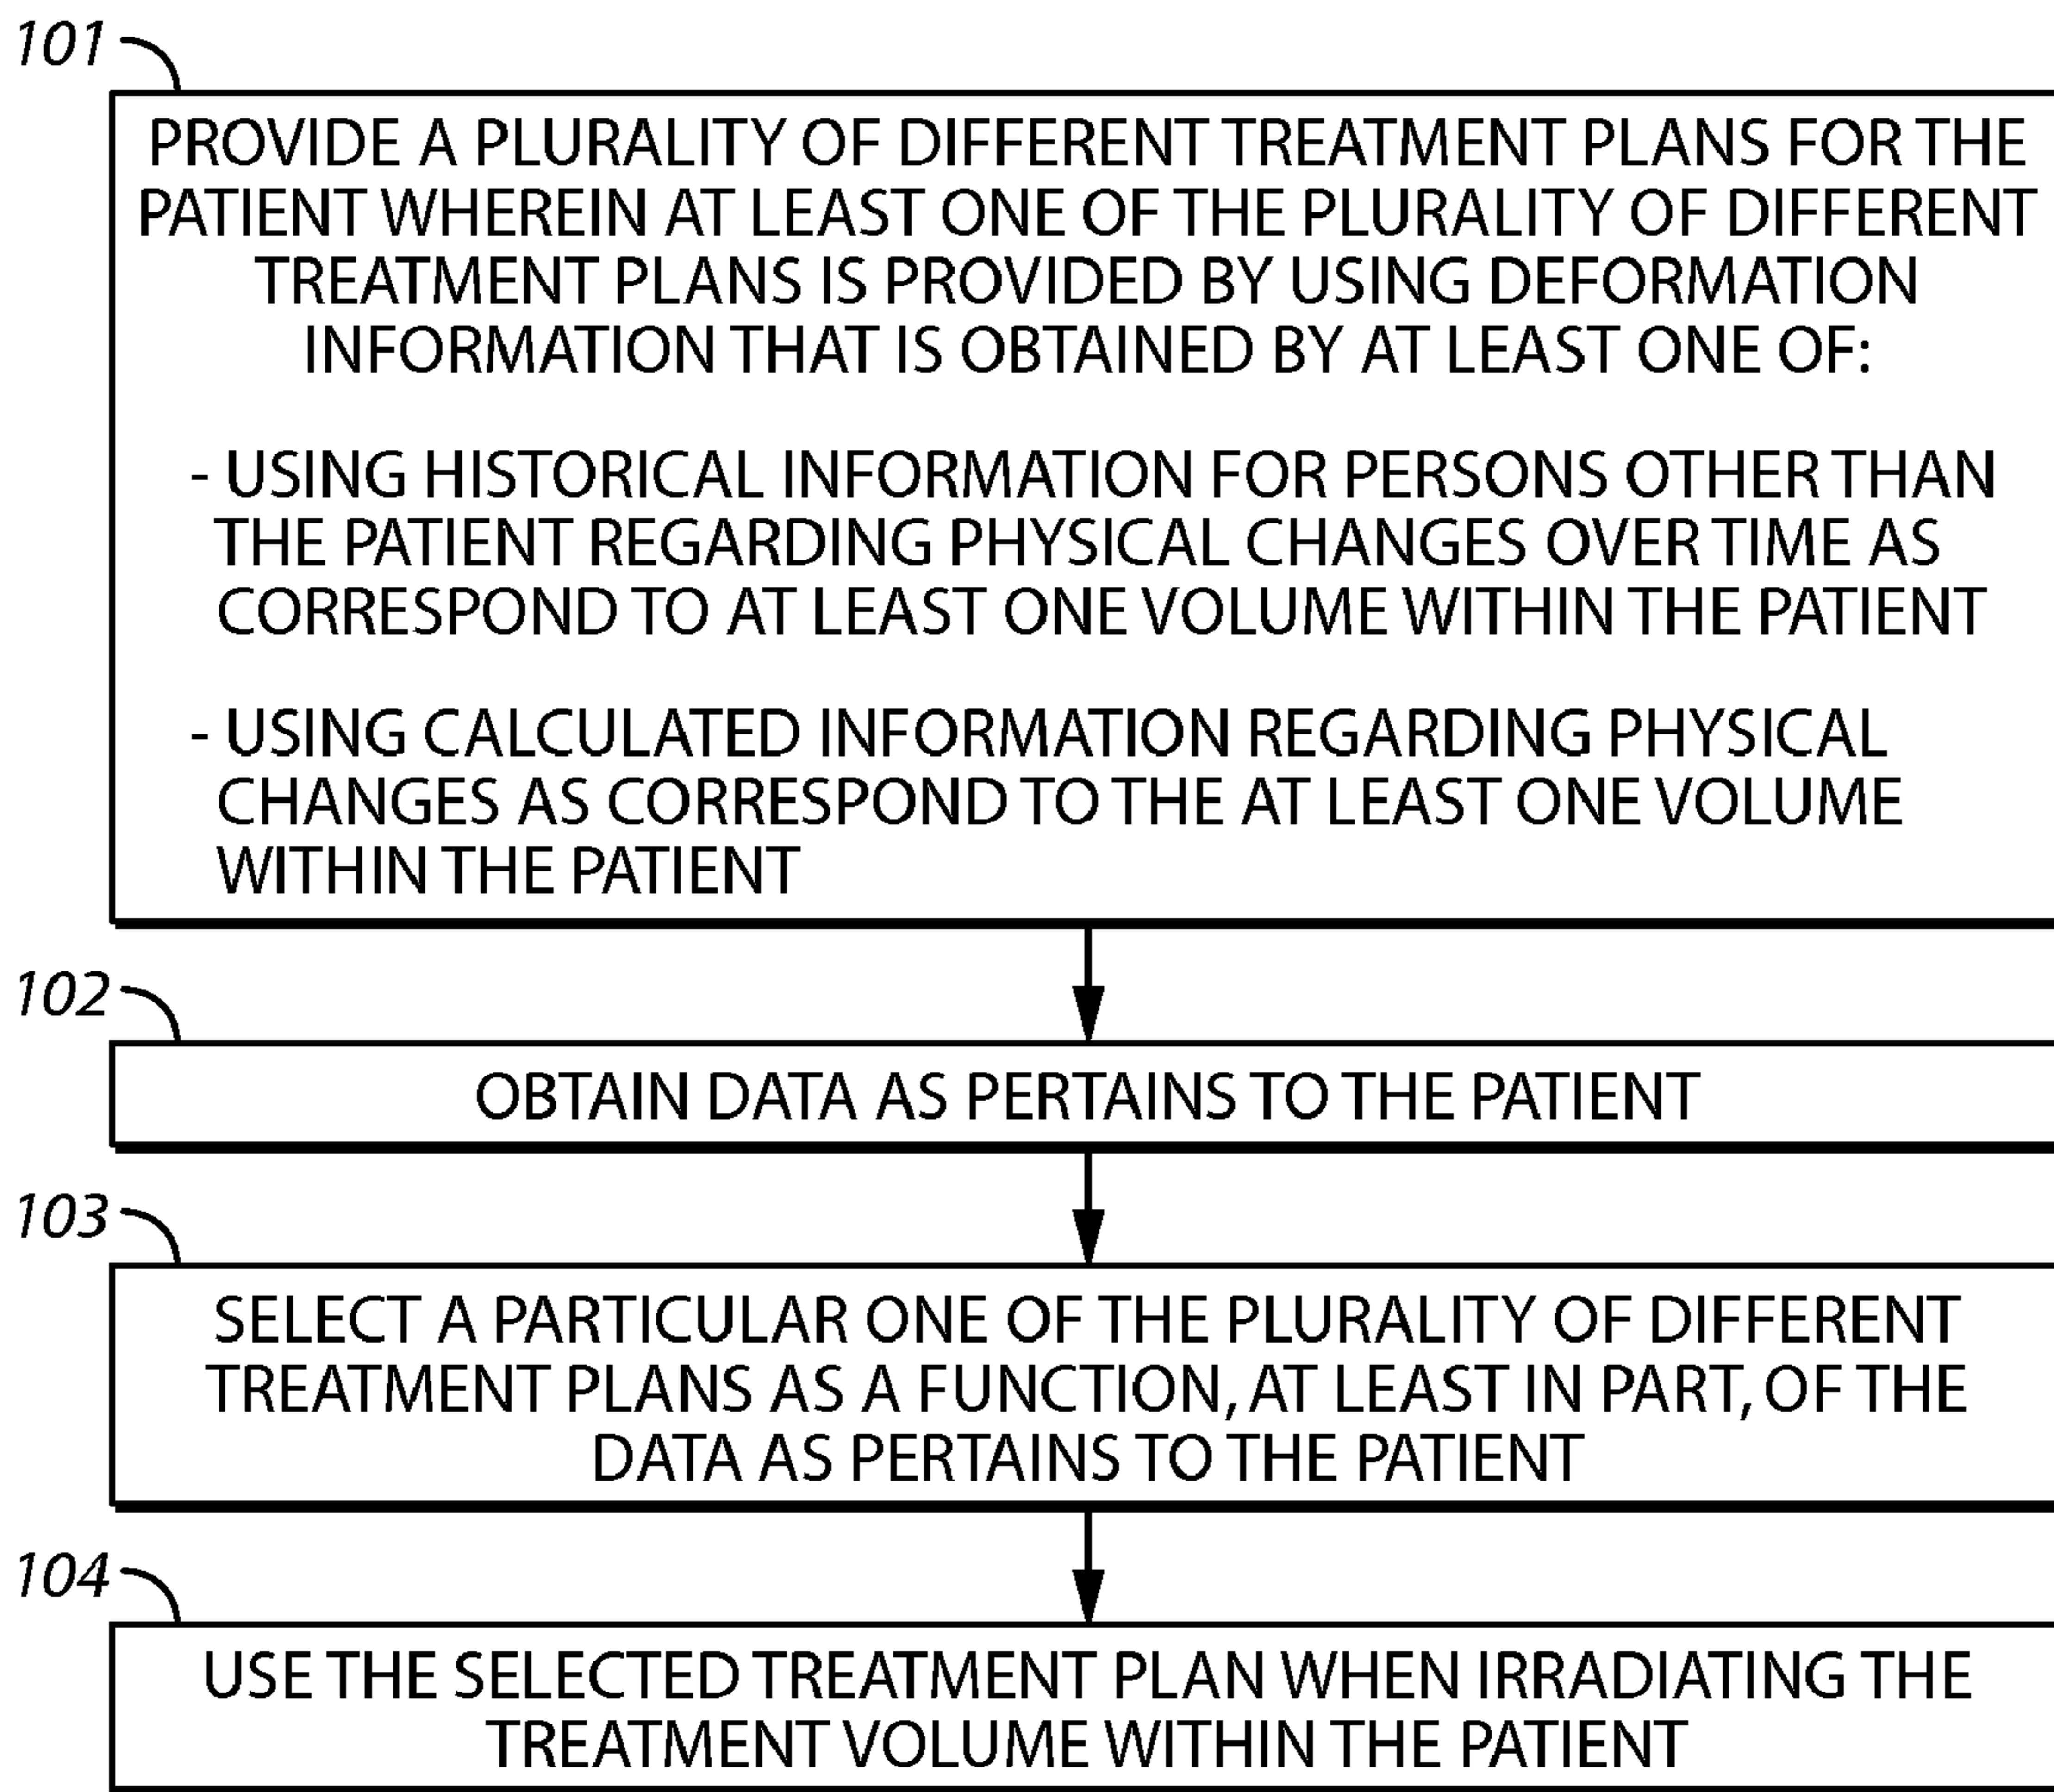 101
PROVIDE A PLURALITY OF DIFFERENT TREATMENT PLANS FOR THE
PATIENT WHEREIN AT LEAST ONE OF THE PLURALITY OF DIFFERENT
TREATMENT PLANS IS PROVIDED BY USING DEFORMATION
INFORMATION THAT IS OBTAINED BY AT LEAST ONE OF:
- USING HISTORICAL INFORMATION FOR PERSONS OTHER THAN
THE PATIENT REGARDING PHYSICAL CHANGES OVER TIME AS
CORRESPOND TO AT LEAST ONE VOLUME WITHIN THE PATIENT
- USING CALCULATED INFORMATION REGARDING PHYSICAL
CHANGES AS CORRESPOND TO THE AT LEAST ONE VOLUME
WITHIN THE PATIENT
102
OBTAIN DATA AS PERTAINS TO THE PATIENT
103
SELECT A PARTICULAR ONE OF THE PLURALITY OF DIFFERENT
TREATMENT PLANS AS A FUNCTION, AT LEAST IN PART, OF THE
DATA AS PERTAINS TO THE PATIENT
104
USE THE SELECTED TREATMENT PLAN WHEN IRRADIATING THE
TREATMENT VOLUME WITHIN THE PATIENT